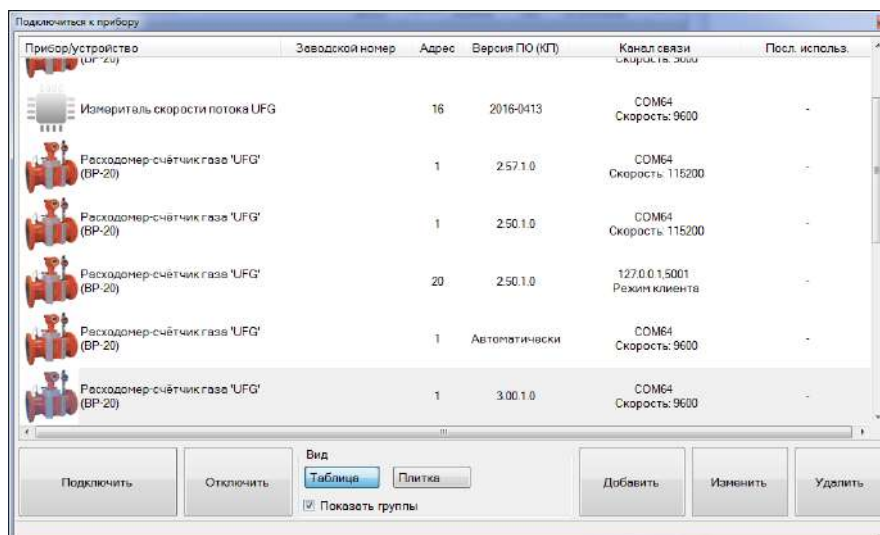 Подключиться к прибору
Прибор/устройство Заводской номер Адрес Версия ПО (КП) Канал связи Посл. использ.
(ВР-20) Скорость: 9600
Измеритель скорости потока UFG 16 2016-0413 COM64
Скорость: 9600 -
Расходомер-счётчик газа 'UFG'
(ВР-20) 1 2.57.1.0 COM64
Скорость: 115200 -
Расходомер-счётчик газа 'UFG'
(ВР-20) 1 2.50.1.0 COM64
Скорость: 115200 -
Расходомер-счётчик газа 'UFG'
(ВР-20) 20 2.50.1.0 127.0.0.1,5001
Режим клиента -
Расходомер-счётчик газа 'UFG'
(ВР-20) 1 Автоматически COM64
Скорость: 9600 -
Расходомер-счётчик газа 'UFG'
(ВР-20) 1 3.00.1.0 COM64
Скорость: 9600 -
Подключить Отключить Вид
Таблица Плитка
Показать группы
Добавить Изменить Удалить